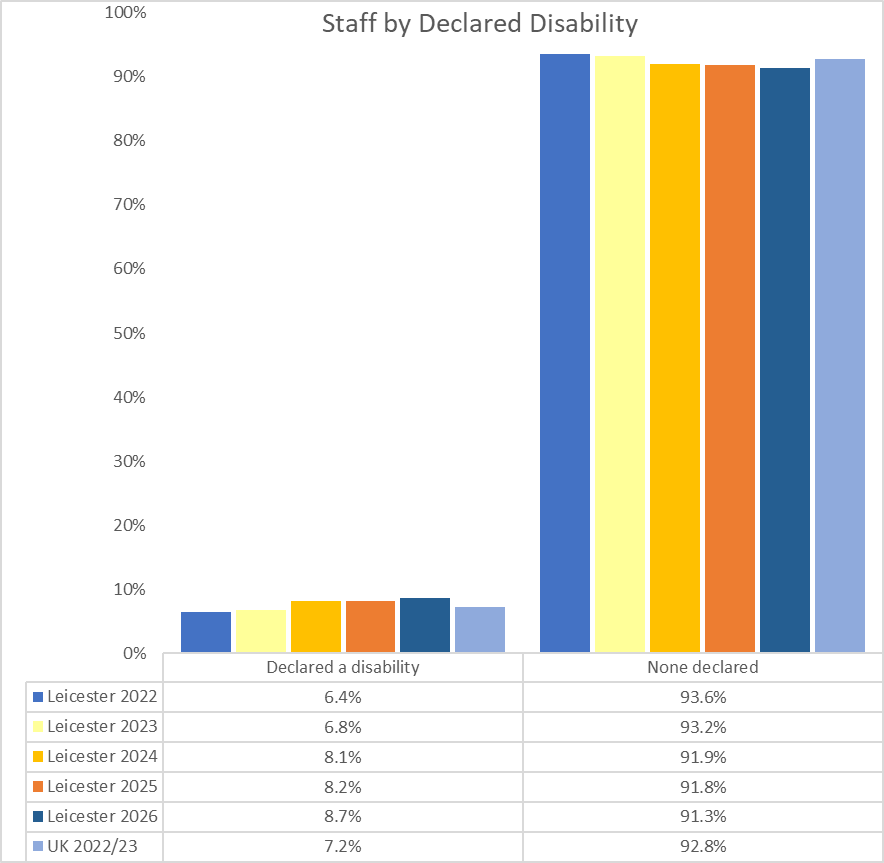 Staff by Declared Disability
100%
90%
80%
70%
60%
50%
40%
30%
20%
10%
0%
Declared a disability None declared
Leicester 2022 6.4% 93.6%
Leicester 2023 6.8% 93.2%
Leicester 2024 8.1% 91.9%
Leicester 2025 8.2% 91.8%
Leicester 2026 8.7% 91.3%
UK 2022/23 7.2% 92.8%